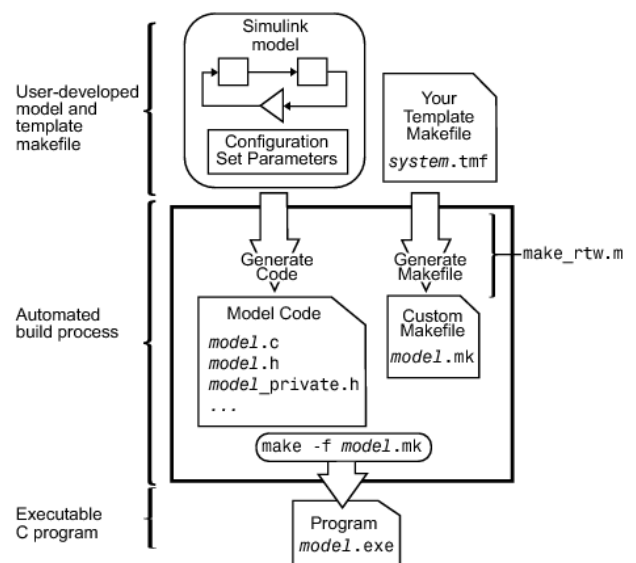 Simulink
model
User-developed
model and
template
makefile
Configuration
Set Parameters
Your
Template
Makefile
system.tmf
Generate
Code
Generate
Makefile
make_rtw.m
Automated
build process
Model Code
model.c
model.h
model_private.h
...
Custom
Makefile
model.mk
make -f model.mk
Executable
C program
Program
model.exe